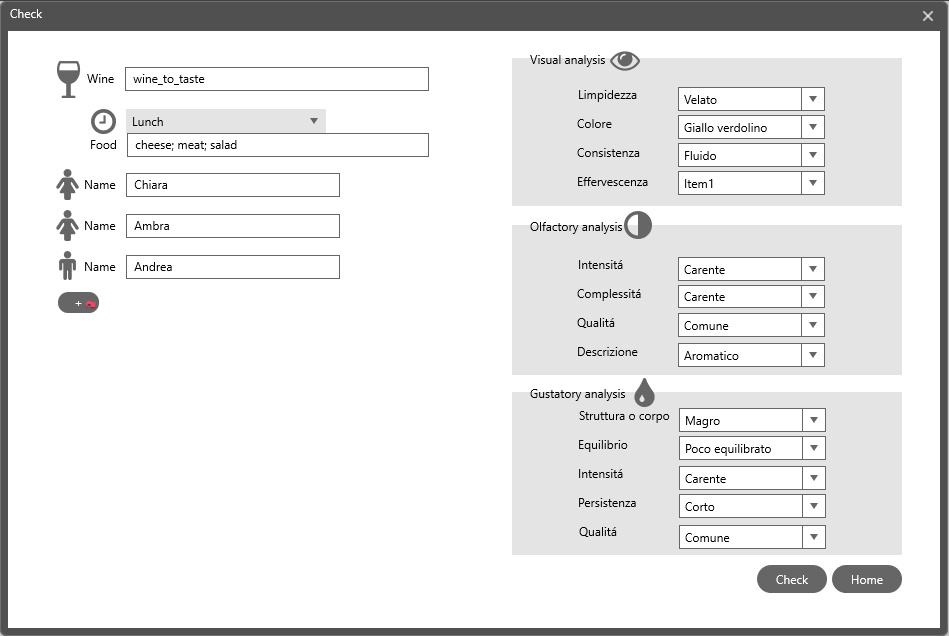 Check
Wine wine_to_taste
Lunch
Food cheese; meat; salad
Name Chiara
Name Ambra
Name Andrea
+
Visual analysis
Limpidezza Velato
Colore Giallo verdolino
Consistenza Fluido
Effervescenza Item1
Olfactory analysis
Intensitá Carente
Complessitá Carente
Qualitá Comune
Descrizione Aromatico
Gustatory analysis
Struttura o corpo Magro
Equilibrio Poco equilibrato
Intensitá Carente
Persistenza Corto
Qualitá Comune
Check Home